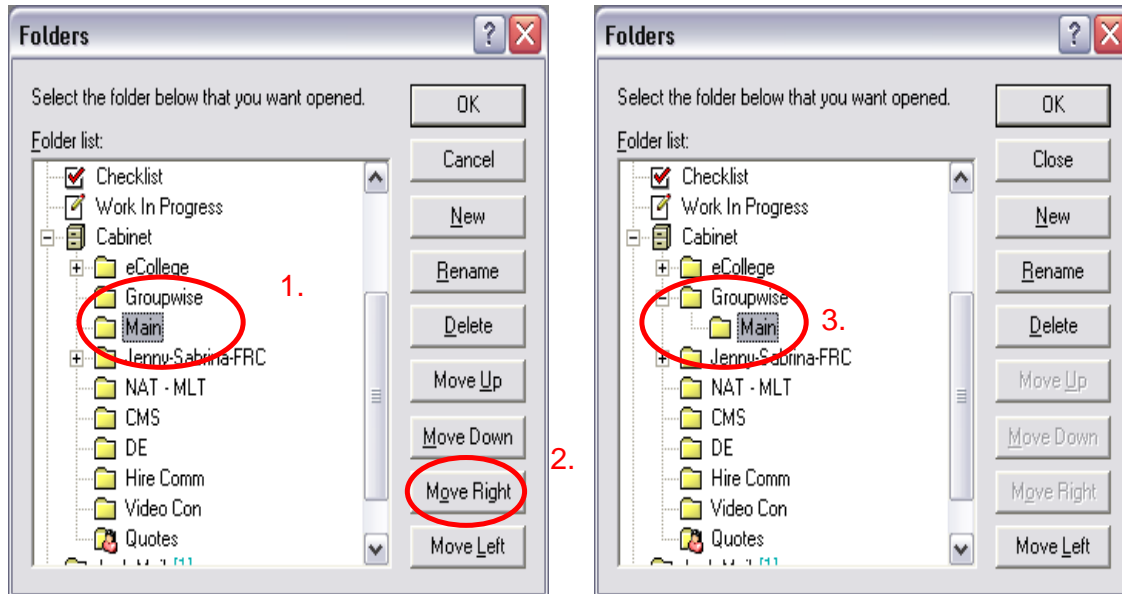 Folders
Select the folder below that you want opened.
Folder list:
Checklist
Work In Progress
Cabinet
eCollege
Groupwise
Main
Jenny-Sabrina-FRC
NAT - MLT
CMS
DE
Hire Comm
Video Con
Quotes
[1]
OK
Cancel
New
Rename
Delete
Move Up
Move Down
Move Right
Move Left
1.
2.
Folders
Select the folder below that you want opened.
Folder list:
Checklist
Work In Progress
Cabinet
eCollege
Groupwise
Main
Jenny-Sabrina-FRC
NAT - MLT
CMS
DE
Hire Comm
Video Con
Quotes
[1]
OK
Close
New
Rename
Delete
Move Up
Move Down
Move Right
Move Left
3.